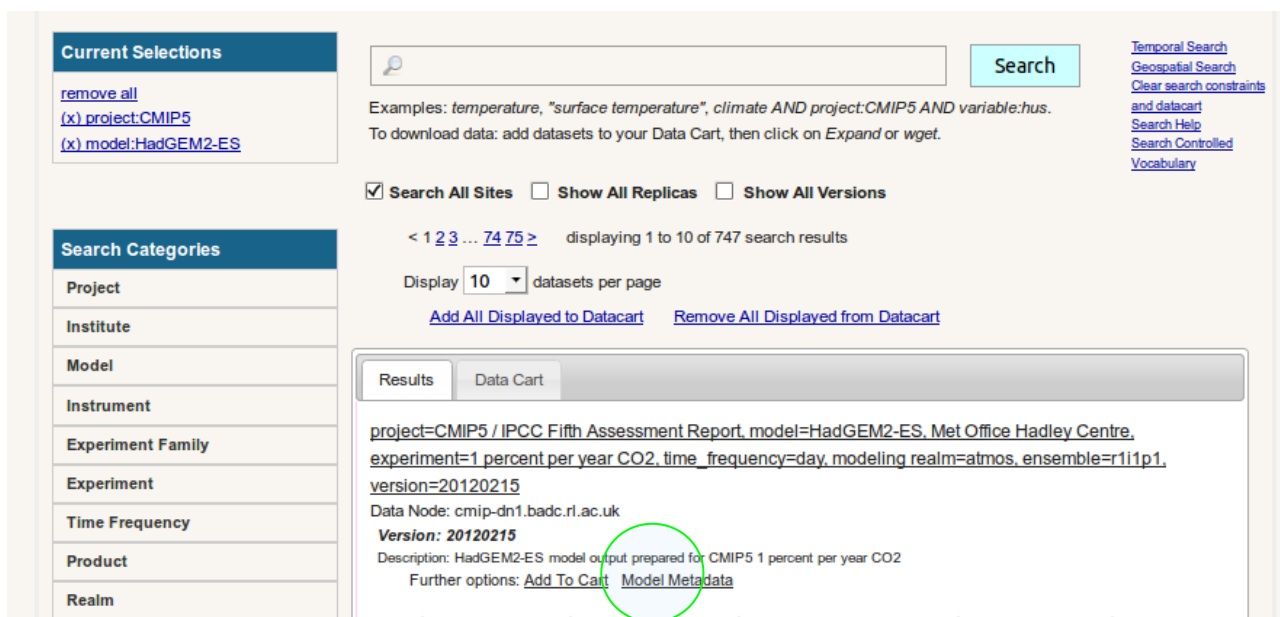 Current Selections
remove all
(x) project:CMIP5
(x) model:HadGEM2-ES
Search
Examples: temperature, "surface temperature", climate AND project:CMIP5 AND variable:hus.
To download data: add datasets to your Data Cart, then click on Expand or wget.
Temporal Search
Geospatial Search
Clear search constraints
and datacart
Search Help
Search Controlled
Vocabulary
Search All Sites Show All Replicas Show All Versions
< 1 2 3 ... 74 75 > displaying 1 to 10 of 747 search results
Display 10 datasets per page
Add All Displayed to Datacart Remove All Displayed from Datacart
Search Categories
Project
Institute
Model
Instrument
Experiment Family
Experiment
Time Frequency
Product
Realm
Results Data Cart
project=CMIP5 / IPCC Fifth Assessment Report, model=HadGEM2-ES, Met Office Hadley Centre,
experiment=1 percent per year CO2, time_frequency=day, modeling realm=atmos, ensemble=r1i1p1,
version=20120215
Data Node: cmip-dn1.badc.rl.ac.uk
Version: 20120215
Description: HadGEM2-ES model output prepared for CMIP5 1 percent per year CO2
Further options: Add To Cart Model Metadata